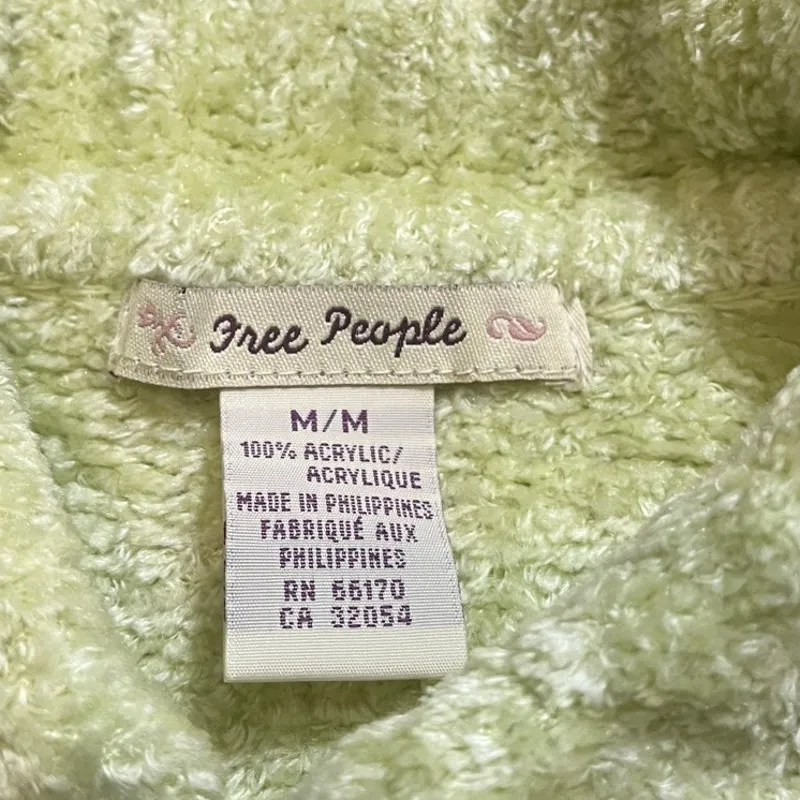 Free People
M/M
100% ACRYLIC/
ACRYLIQUE
MADE IN PHILIPPINES
FABRIQUÉ AUX
PHILIPPINES
RN 66170
CA 32054